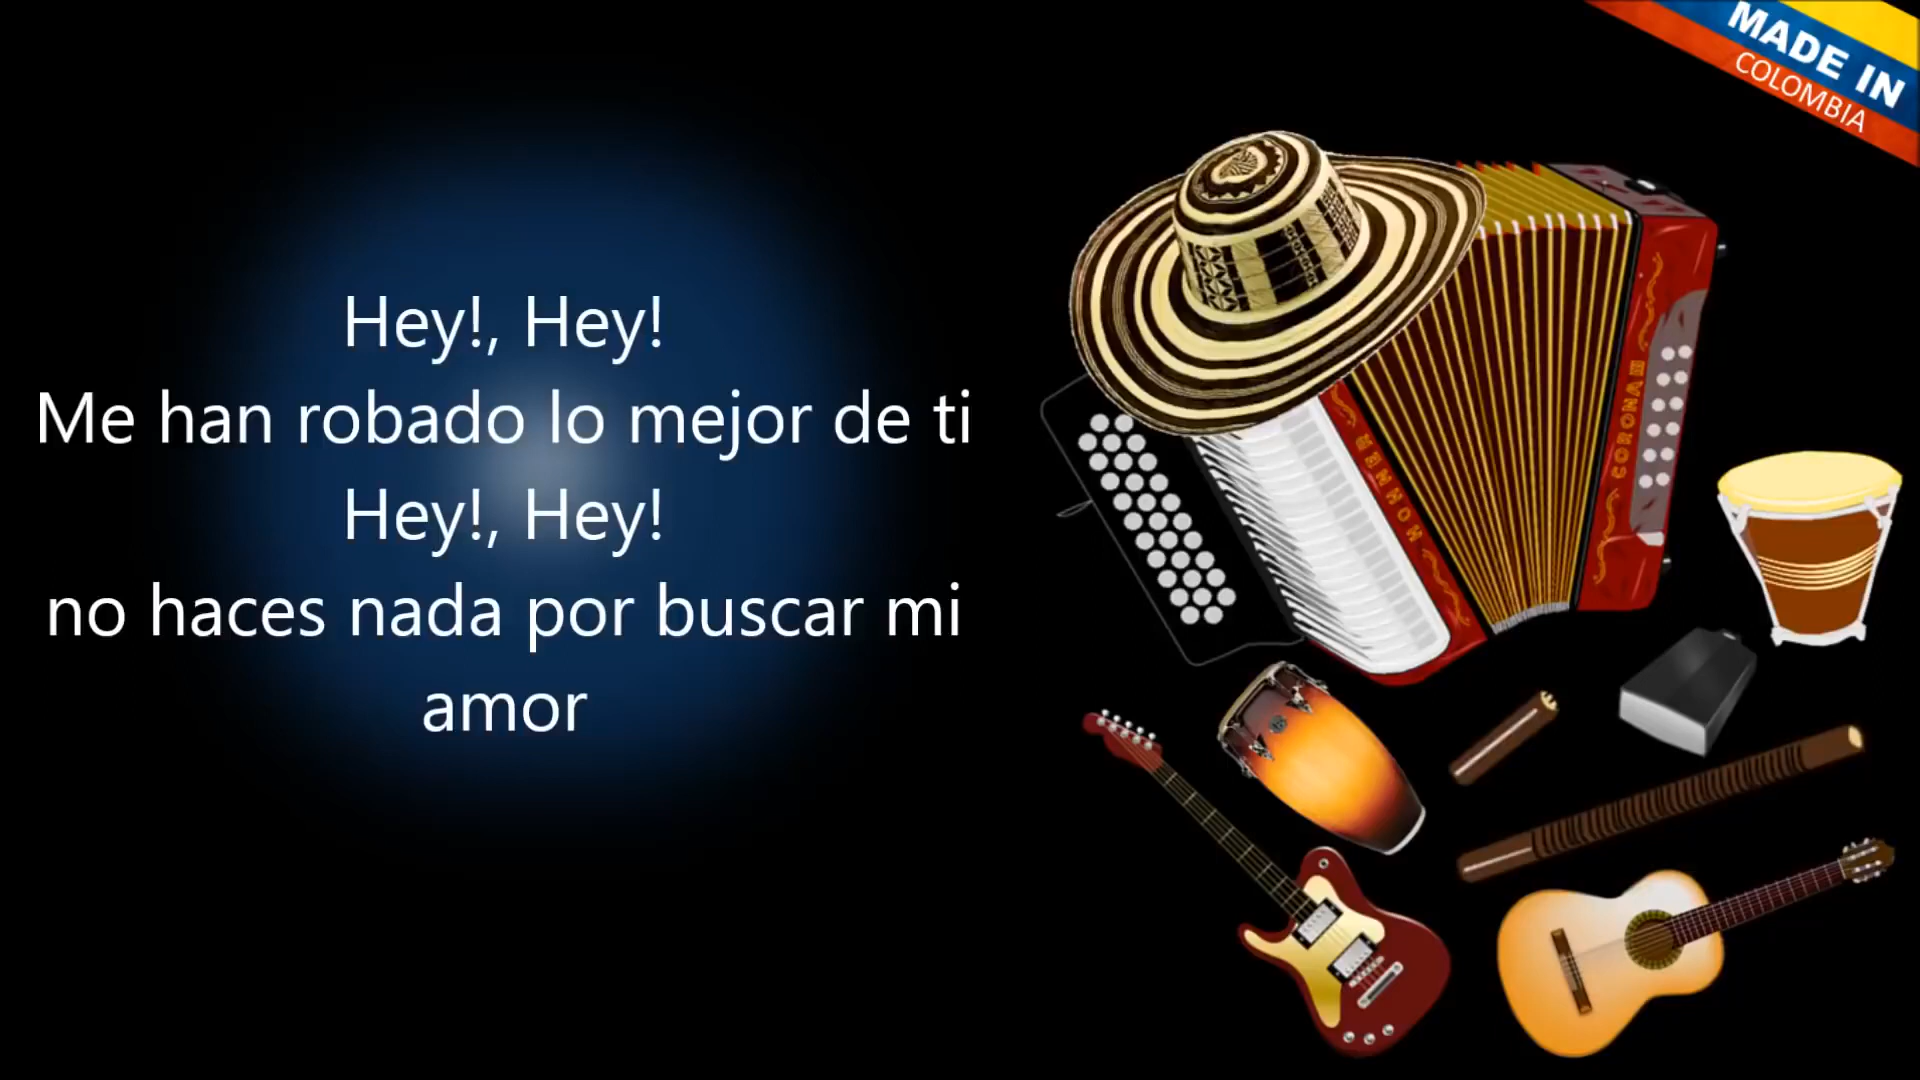 MADE IN
COLOMBIA
Hey!, Hey!
Me han robado lo mejor de ti
Hey!, Hey!
no haces nada por buscar mi
amor
HOHNER
CORONA III